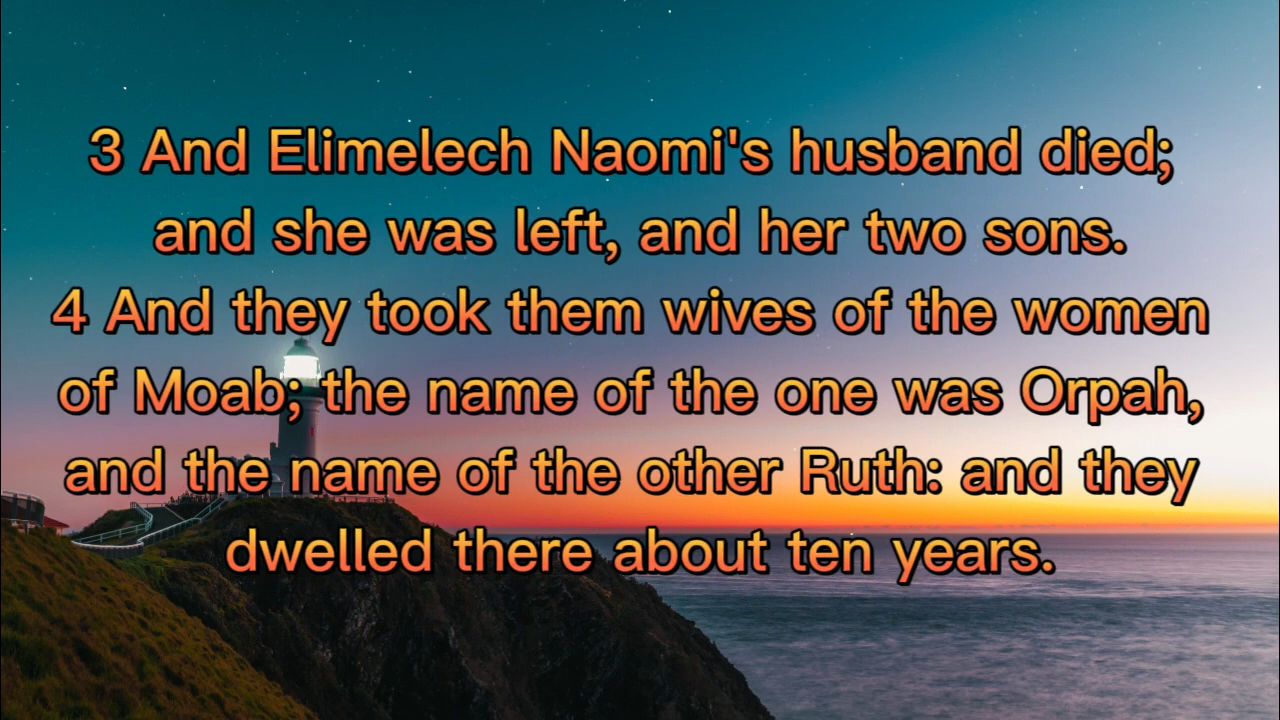 3 And Elimelech Naomi's husband died;
and she was left, and her two sons.
4 And they took them wives of the women
of Moab; the name of the one was Orpah,
and the name of the other Ruth: and they
dwelled there about ten years.